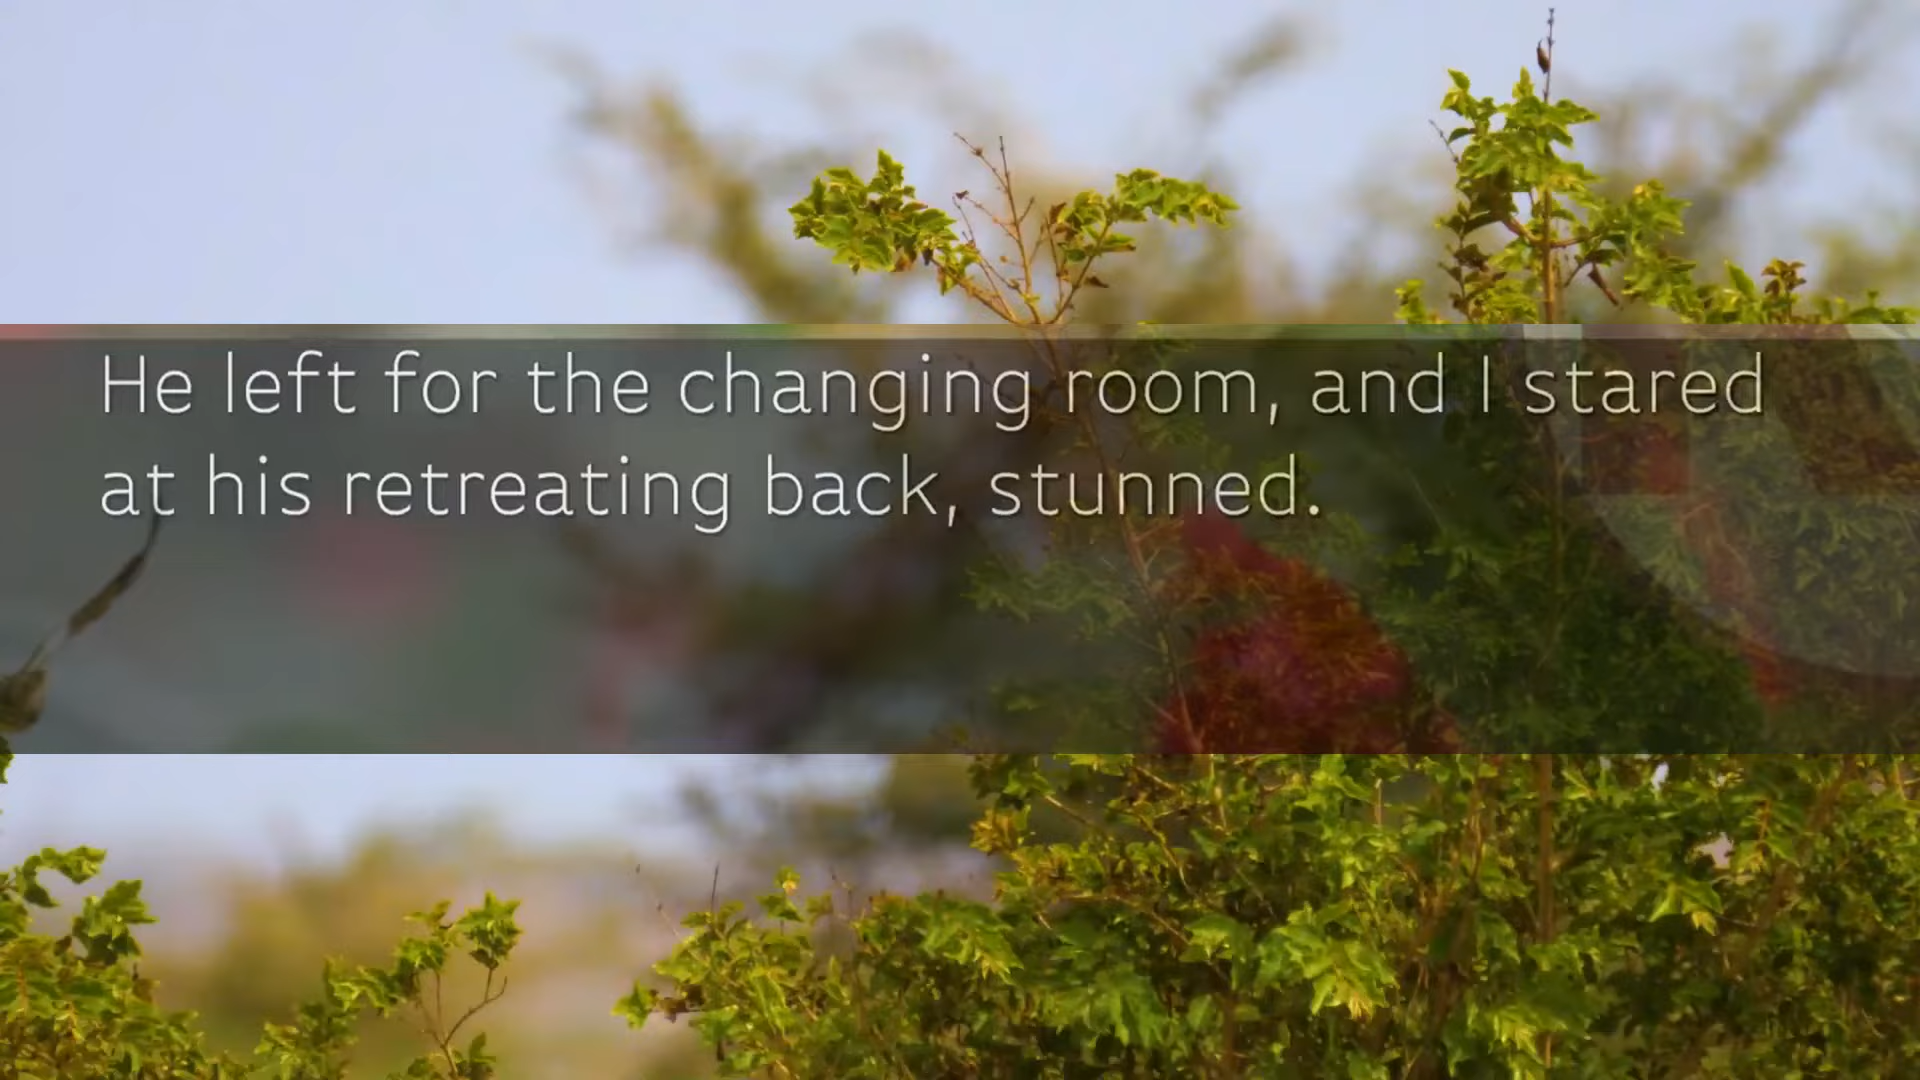 He left for the changing room, and I stared
at his retreating back, stunned.